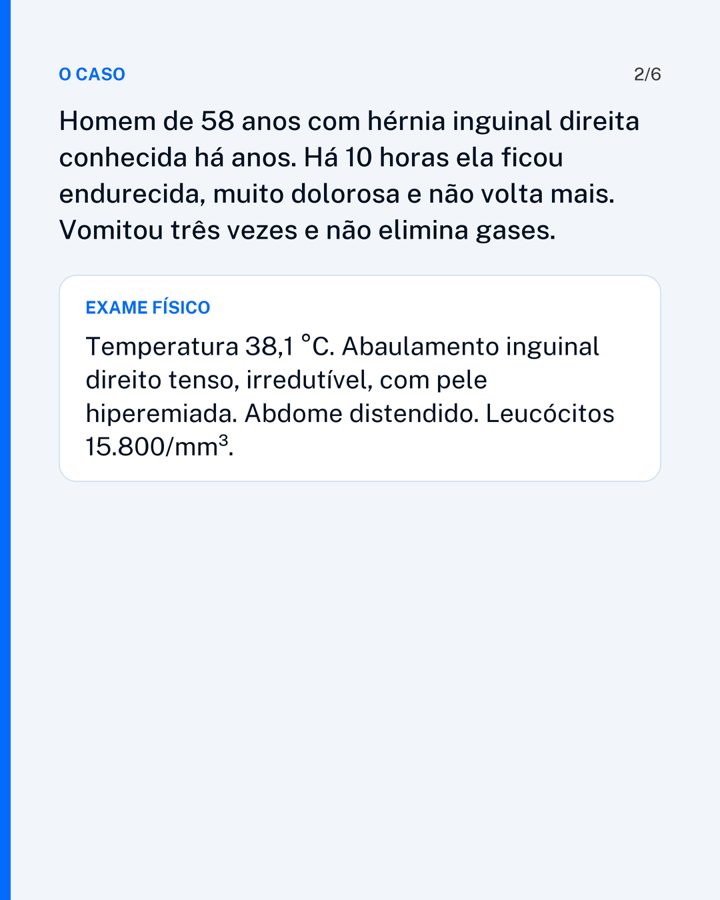 O CASO
2/6
Homem de 58 anos com hérnia inguinal direita
conhecida há anos. Há 10 horas ela ficou
endurecida, muito dolorosa e não volta mais.
Vomitou três vezes e não elimina gases.
EXAME FÍSICO
Temperatura 38,1 °C. Abaulamento inguinal
direito tenso, irredutível, com pele
hiperemiada. Abdome distendido. Leucócitos
15.800/mm³.